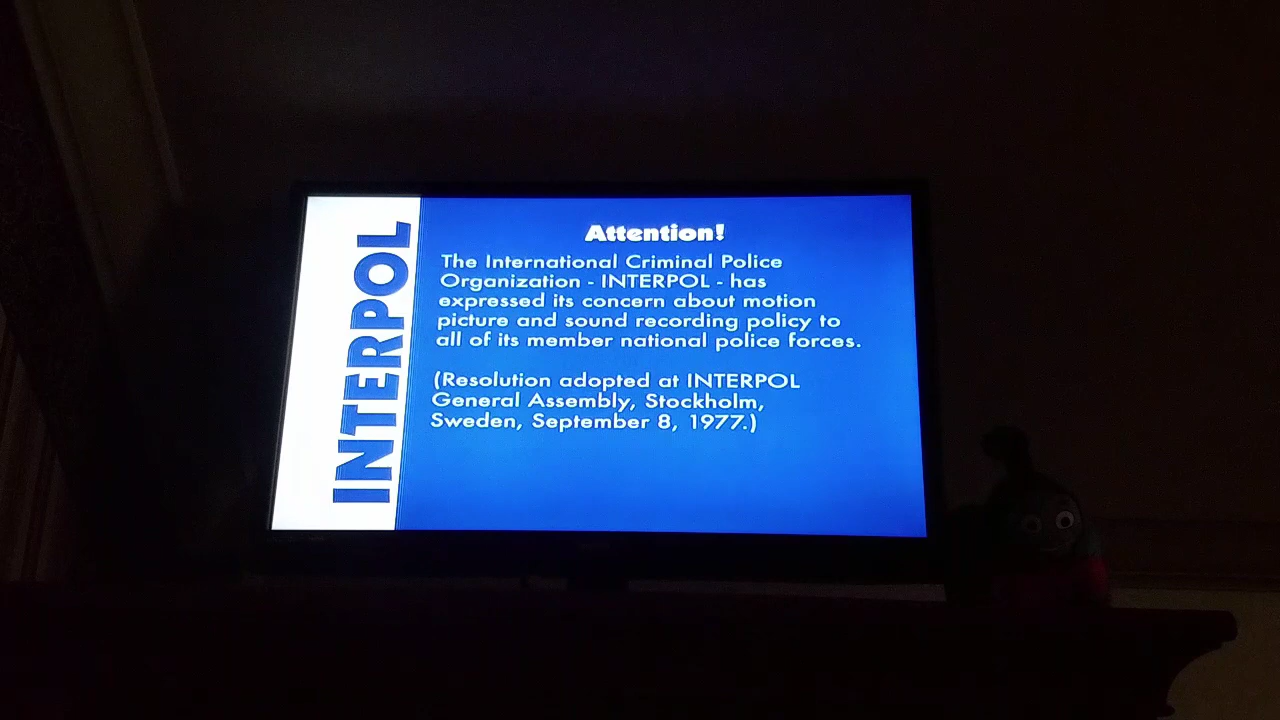 INTERPOL
Attention!
The International Criminal Police
Organization - INTERPOL - has
expressed its concern about motion
picture and sound recording policy to
all of its member national police forces.
(Resolution adopted at INTERPOL
General Assembly, Stockholm,
Sweden, September 8, 1977.)